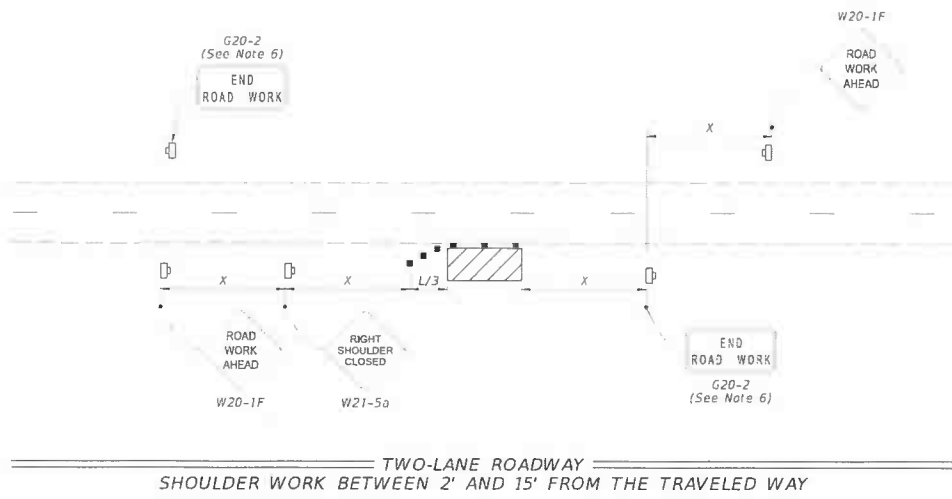 W20-1F
ROAD
WORK
AHEAD
G20-2
(See Note 6)
END
ROAD WORK
X
X
X
L/3
X
ROAD
WORK
AHEAD
W20-1F
RIGHT
SHOULDER
CLOSED
W21-5a
END
ROAD WORK
G20-2
(See Note 6)
TWO-LANE ROADWAY
SHOULDER WORK BETWEEN 2' AND 15' FROM THE TRAVELED WAY